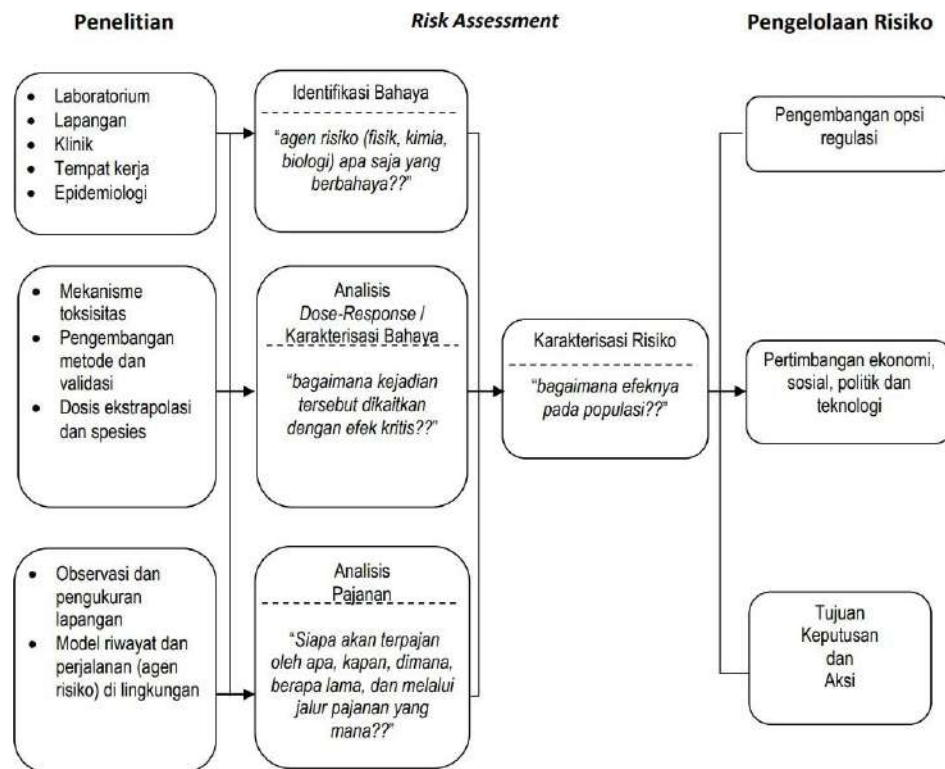 Penelitian
Risk Assessment
Pengelolaan Risiko
• Laboratorium
• Lapangan
• Klinik
• Tempat kerja
• Epidemiologi
Identifikasi Bahaya
“agen risiko (fisik, kimia,
biologi) apa saja yang
berbahaya??”
Pengembangan opsi
regulasi
• Mekanisme
toksisitas
• Pengembangan
metode dan
validasi
• Dosis ekstrapolasi
dan spesies
Analisis
Dose-Response /
Karakterisasi Bahaya
“bagaimana kejadian
tersebut dikaitkan
dengan efek kritis??”
Karakterisasi Risiko
“bagaimana efeknya
pada populasi??”
Pertimbangan ekonomi,
sosial, politik dan
teknologi
• Observasi dan
pengukuran
lapangan
• Model riwayat dan
perjalanan (agen
risiko) di lingkungan
Analisis
Pajanan
“Siapa akan terpajan
oleh apa, kapan, dimana,
berapa lama, dan melalui
jalur pajanan yang
mana??”
Tujuan
Keputusan
dan
Aksi